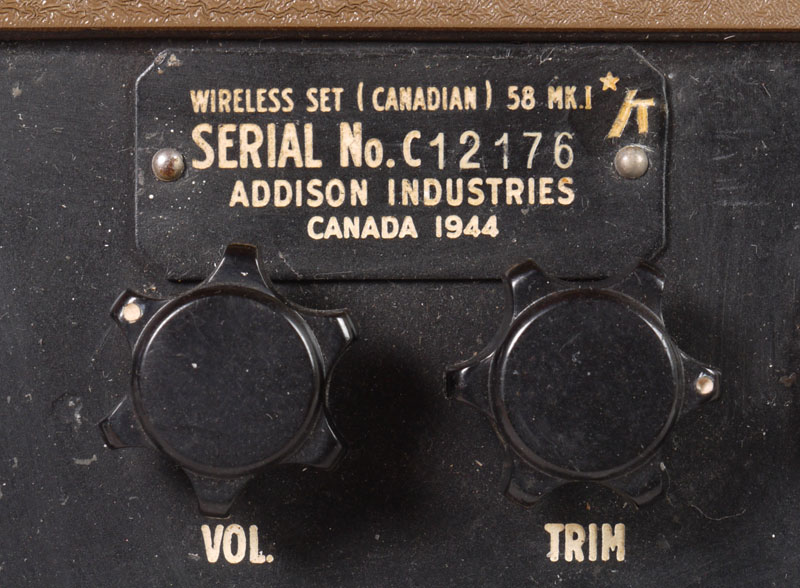 WIRELESS SET (CANADIAN) 58 MK.I
SERIAL No. C12176
ADDISON INDUSTRIES
CANADA 1944
VOL.
TRIM